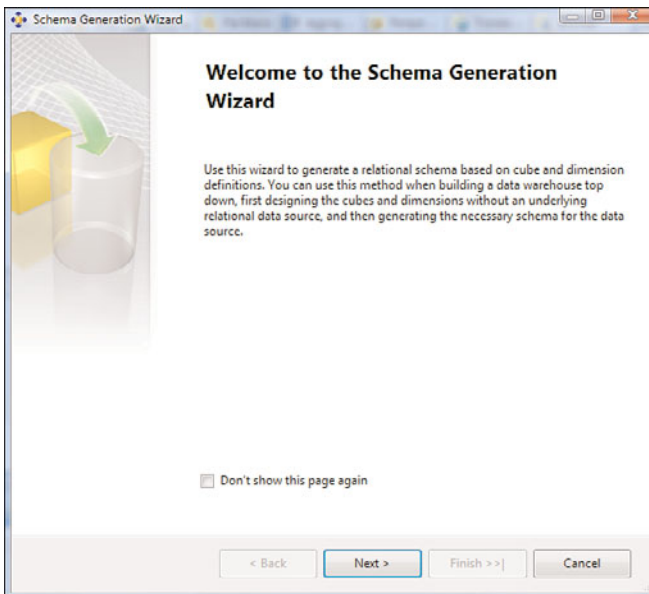 Schema Generation Wizard
Welcome to the Schema Generation
Wizard
Use this wizard to generate a relational schema based on cube and dimension
definitions. You can use this method when building a data warehouse top
down, first designing the cubes and dimensions without an underlying
relational data source, and then generating the necessary schema for the data
source.
Don't show this page again
< Back
Next >
Finish >>|
Cancel